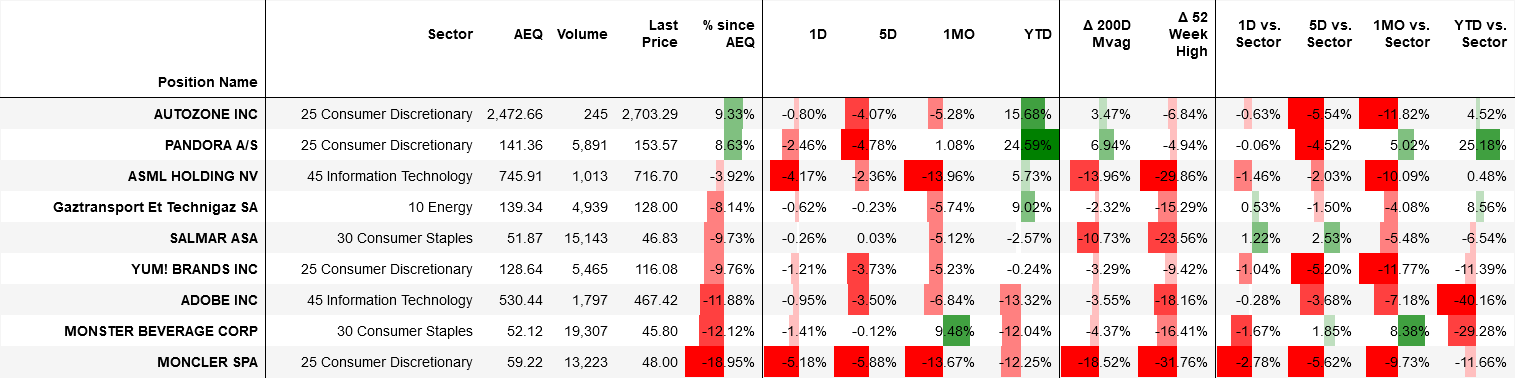 Position Name Sector AEQ Volume Last Price % since AEQ 1D 5D 1MO YTD Δ 200D Mvag Δ 52 Week High 1D vs. Sector 5D vs. Sector 1MO vs. Sector YTD vs. Sector
AUTOZONE INC 25 Consumer Discretionary 2,472.66 245 2,703.29 9.33% -0.80% -4.07% -5.28% 15.68% 3.47% -6.84% -0.63% -5.54% -11.82% 4.52%
PANDORA A/S 25 Consumer Discretionary 141.36 5,891 153.57 8.63% -2.46% -4.78% 1.08% 24.59% 6.94% -4.94% -0.06% -4.52% 5.02% 25.18%
ASML HOLDING NV 45 Information Technology 745.91 1,013 716.70 -3.92% -4.17% -2.36% -13.96% 5.73% -13.96% -29.86% -1.46% -2.03% -10.09% 0.48%
Gaztransport Et Technigaz SA 10 Energy 139.34 4,939 128.00 -8.14% -0.62% -0.23% -5.74% 9.02% -2.32% -15.29% 0.53% -1.50% -4.08% 8.56%
SALMAR ASA 30 Consumer Staples 51.87 15,143 46.83 -9.73% -0.26% 0.03% -5.12% -2.57% -10.73% -23.56% 1.22% 2.53% -5.48% -6.54%
YUM! BRANDS INC 25 Consumer Discretionary 128.64 5,465 116.08 -9.76% -1.21% -3.73% -5.23% -0.24% -3.29% -9.42% -1.04% -5.20% -11.77% -11.39%
ADOBE INC 45 Information Technology 530.44 1,797 467.42 -11.88% -0.95% -3.50% -6.84% -13.32% -3.55% -18.16% -0.28% -3.68% -7.18% -40.16%
MONSTER BEVERAGE CORP 30 Consumer Staples 52.12 19,307 45.80 -12.12% -1.41% -0.12% 9.48% -12.04% -4.37% -16.41% -1.67% 1.85% 8.38% -29.28%
MONCLER SPA 25 Consumer Discretionary 59.22 13,223 48.00 -18.95% -5.18% -5.88% -13.67% -12.25% -18.52% -31.76% -2.78% -5.62% -9.73% -11.66%